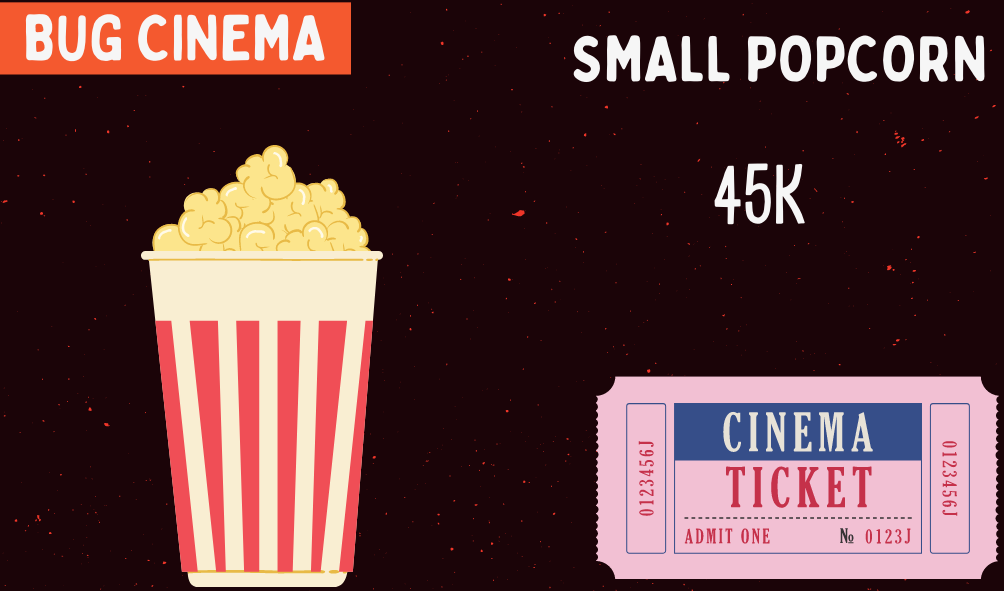 BUG CINEMA
SMALL POPCORN
45K
CINEMA
TICKET
ADMIT ONE
№ 0123J
0123456J
0123456J